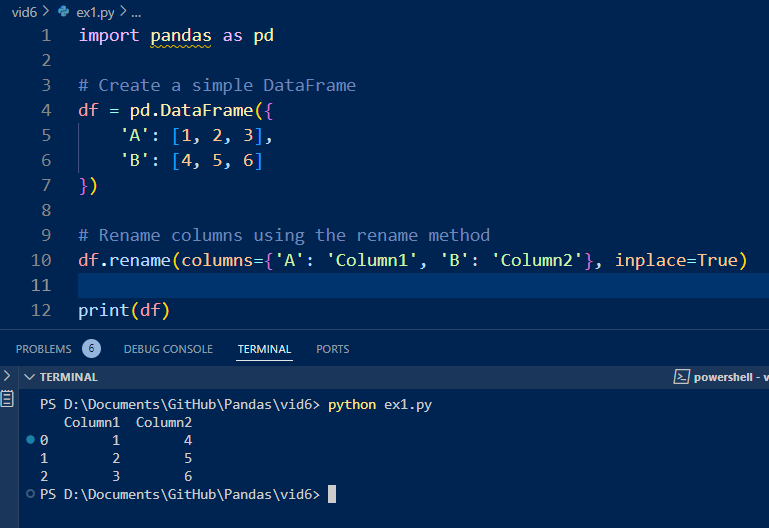 vid6 > ex1.py > ...
1 import pandas as pd
2
3 # Create a simple DataFrame
4 df = pd.DataFrame({
5     'A': [1, 2, 3],
6     'B': [4, 5, 6]
7 })
8
9 # Rename columns using the rename method
10 df.rename(columns={'A': 'Column1', 'B': 'Column2'}, inplace=True)
11
12 print(df)
PROBLEMS 6 DEBUG CONSOLE TERMINAL PORTS
TERMINAL powershell - v
PS D:\Documents\GitHub\Pandas\vid6> python ex1.py
   Column1  Column2
0        1        4
1        2        5
2        3        6
PS D:\Documents\GitHub\Pandas\vid6>